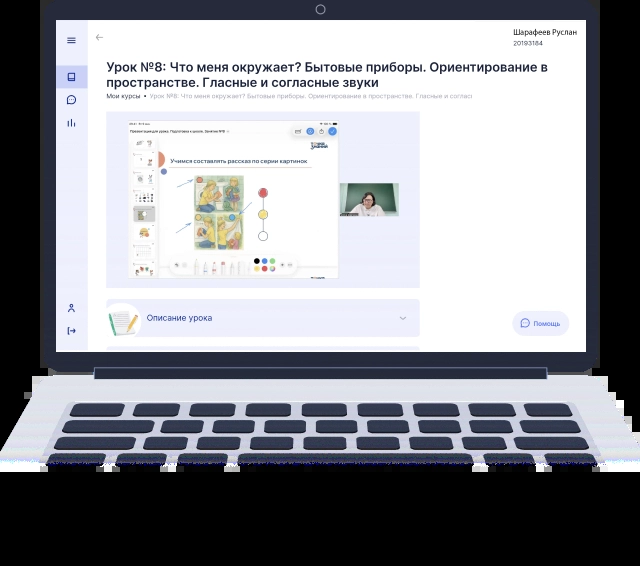 Шарафеев Руслан
20193184
Урок №8: Что меня окружает? Бытовые приборы. Ориентирование в
пространстве. Гласные и согласные звуки
Мои курсы • Урок №8: Что меня окружает? Бытовые приборы. Ориентирование в пространстве. Гласные и соглас
Учимся составлять рассказ по серии картинок
Описание урока
Помощь